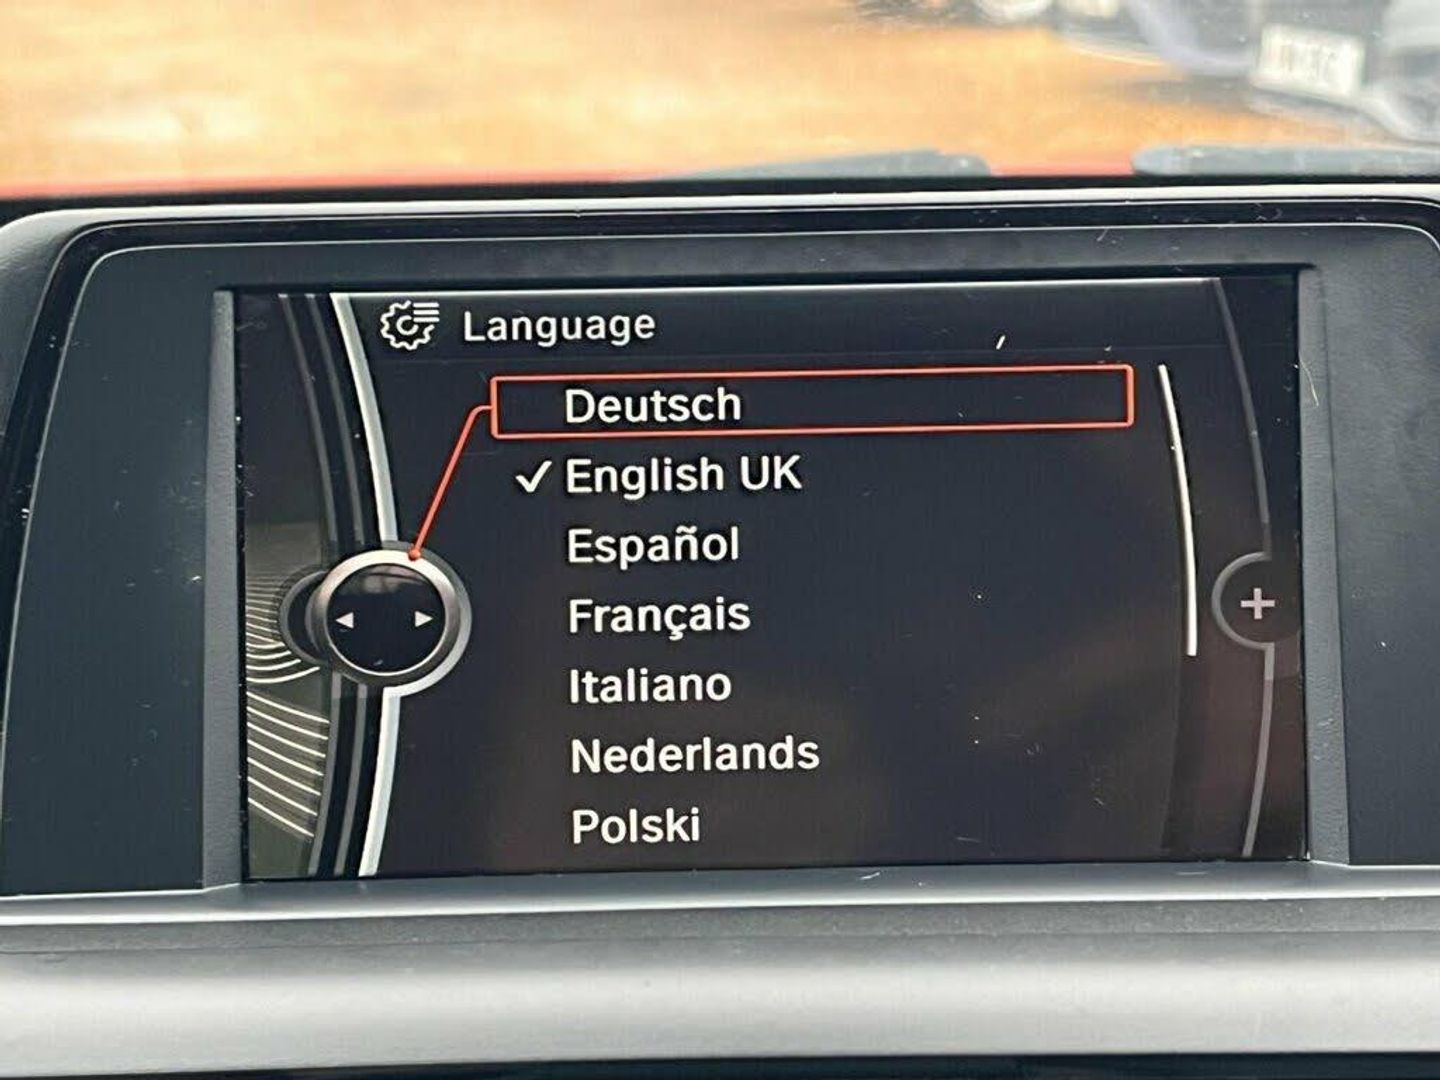 Language
Deutsch
✓ English UK
Español
Français
Italiano
Nederlands
Polski